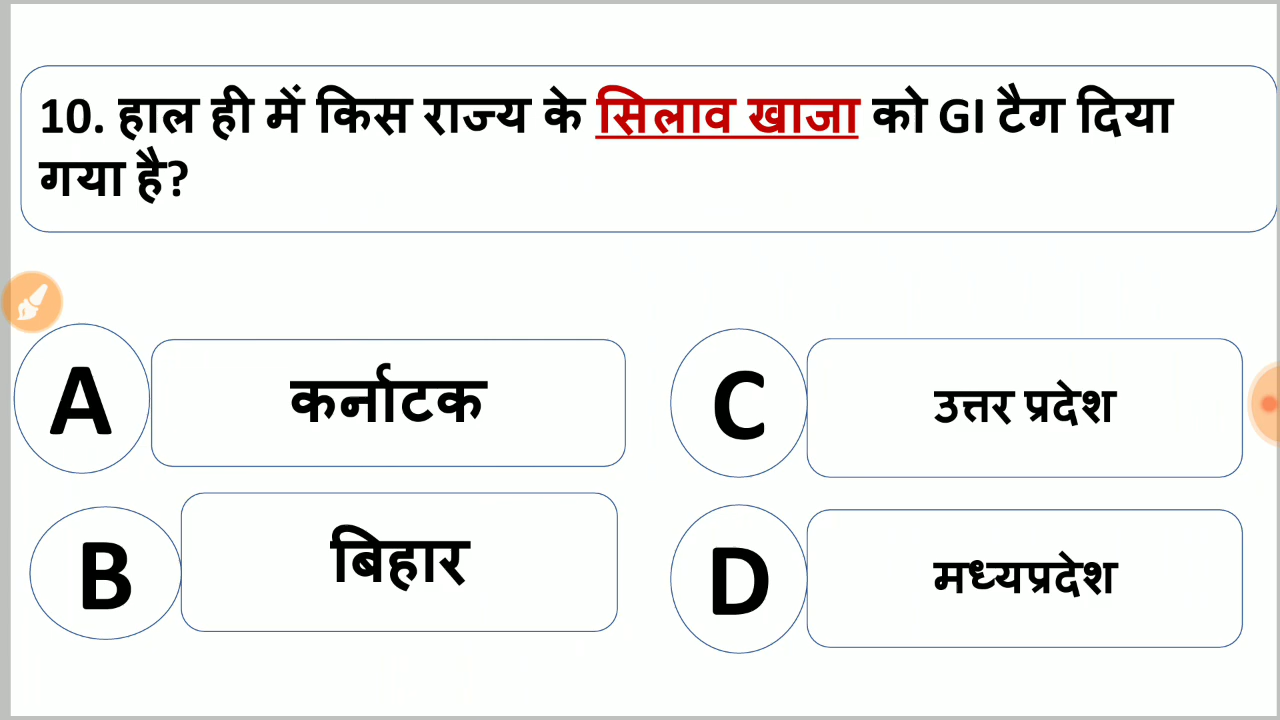 10. हाल ही में किस राज्य के सिलाव खाजा को GI टैग दिया
गया है?
A
कर्नाटक
C
उत्तर प्रदेश
B
बिहार
D
मध्यप्रदेश